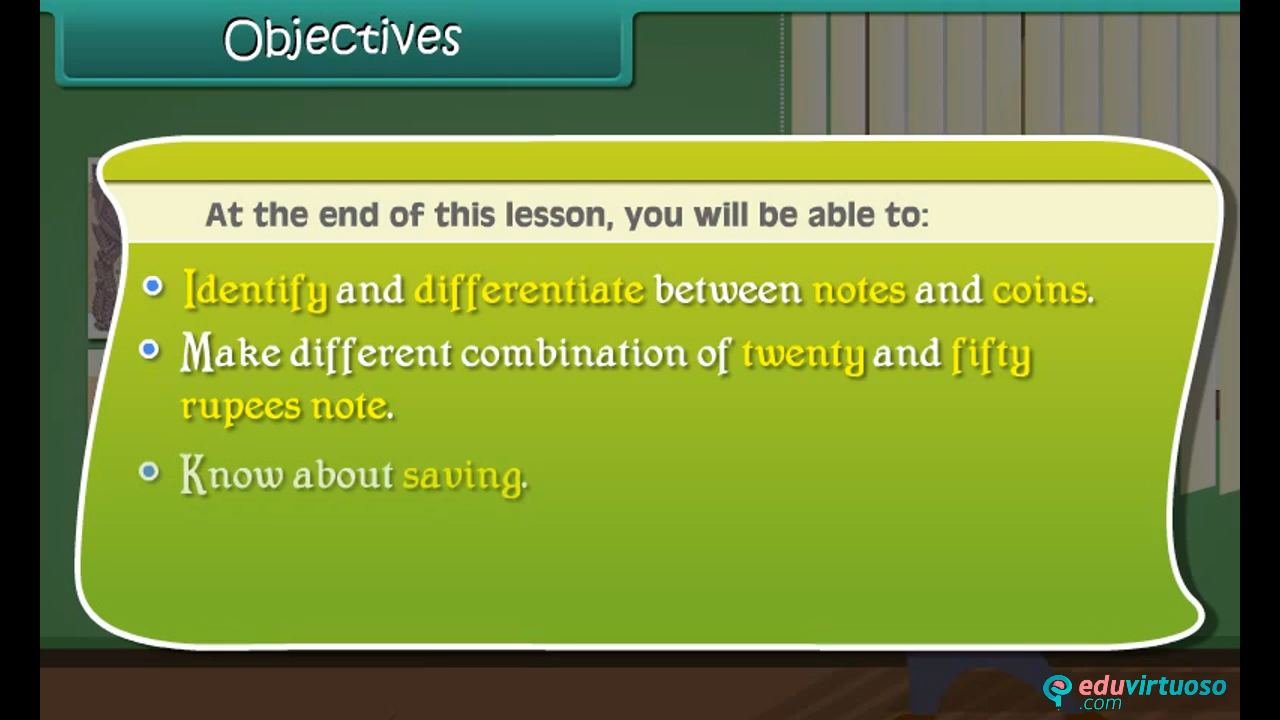 Objectives
At the end of this lesson, you will be able to:
Identify and differentiate between notes and coins.
Make different combination of twenty and fifty
rupees note.
Know about saving.
eduvirtuoso
.com